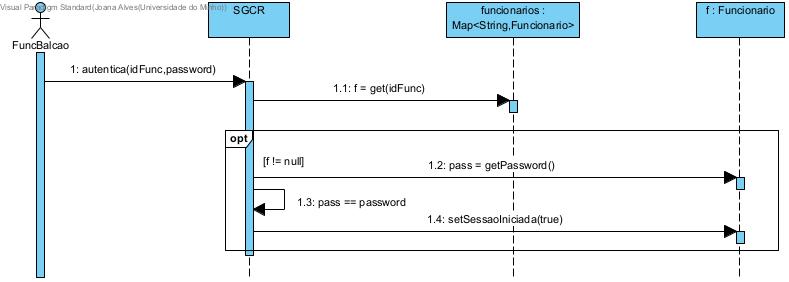 Visual Paradigm Standard(Joana Alves(Universidade do Minho))
FuncBalcao
SGCR
funcionarios :
Map<String,Funcionario>
f : Funcionario
1: autentica(idFunc,password)
1.1: f = get(idFunc)
opt
[f != null]
1.2: pass = getPassword()
1.3: pass == password
1.4: setSessaoIniciada(true)